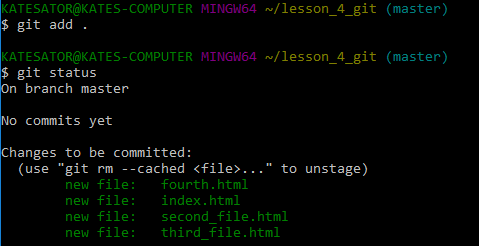 KATESATOR@KATES-COMPUTER MINGW64 ~/lesson_4_git (master)
$ git add .
KATESATOR@KATES-COMPUTER MINGW64 ~/lesson_4_git (master)
$ git status
On branch master
No commits yet
Changes to be committed:
  (use "git rm --cached <file>..." to unstage)
        new file:   fourth.html
        new file:   index.html
        new file:   second_file.html
        new file:   third_file.html